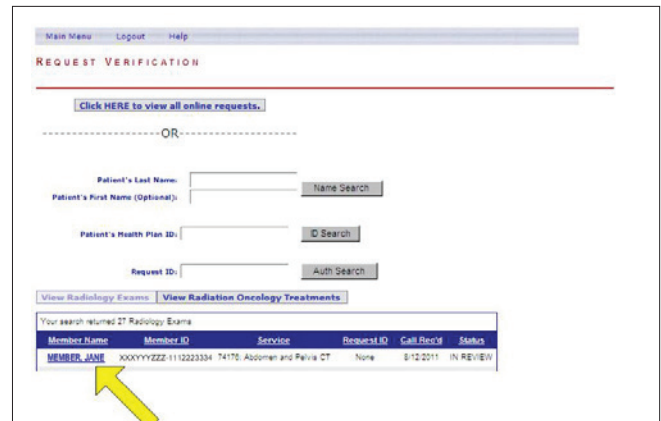 Main Menu Logout Help
REQUEST VERIFICATION
Click HERE to view all online requests.
--------------------OR--------------------
Patient's Last Name:
Name Search
Patient's First Name (Optional):
Patient's Health Plan ID: ID Search
Request ID: Auth Search
View Radiology Exams View Radiation Oncology Treatments
Your search returned 27 Radiology Exams
Member Name Member ID Service Request ID Call Rec'd Status
MEMBER, JANE XXXYYYZZZ-1112223334 74176; Abdomen and Pelvis CT None 8/12/2011 IN REVIEW